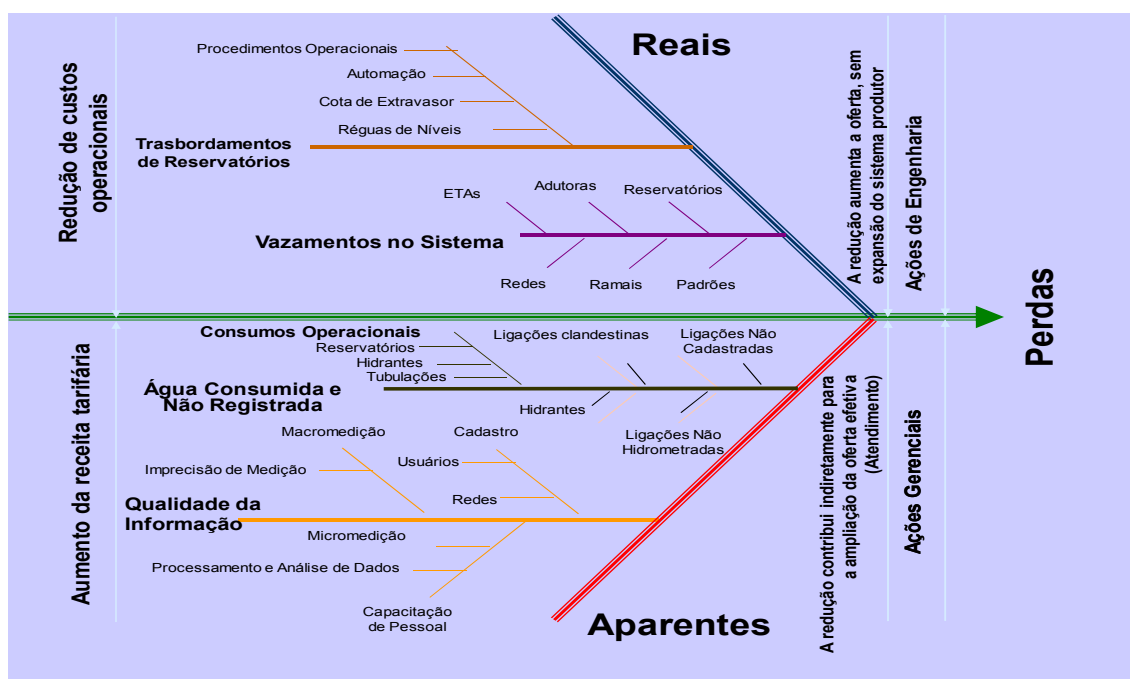 Reais
Procedimentos Operacionais
Automação
Cota de Extravasor
Réguas de Níveis
Trasbordamentos
de Reservatórios
Redução de custos
operacionais
ETAs
Adutoras
Reservatórios
Vazamentos no Sistema
Redes
Ramais
Padrões
A redução aumenta a oferta, sem
expansão do sistema produtor
Ações de Engenharia
Perdas
Consumos Operacionais
Reservatórios
Hidrantes
Tubulações
Ligações clandestinas
Ligações Não
Cadastradas
Água Consumida e
Não Registrada
Hidrantes
Ligações Não
Hidrometradas
Aumento da receita tarifária
Macromedição
Imprecisão de Medição
Cadastro
Usuários
Redes
Qualidade da
Informação
Micromedição
Processamento e Análise de Dados
Capacitação
de Pessoal
Aparentes
A redução contribui indiretamente para
a ampliação da oferta efetiva
(Atendimento)
Ações Gerenciais